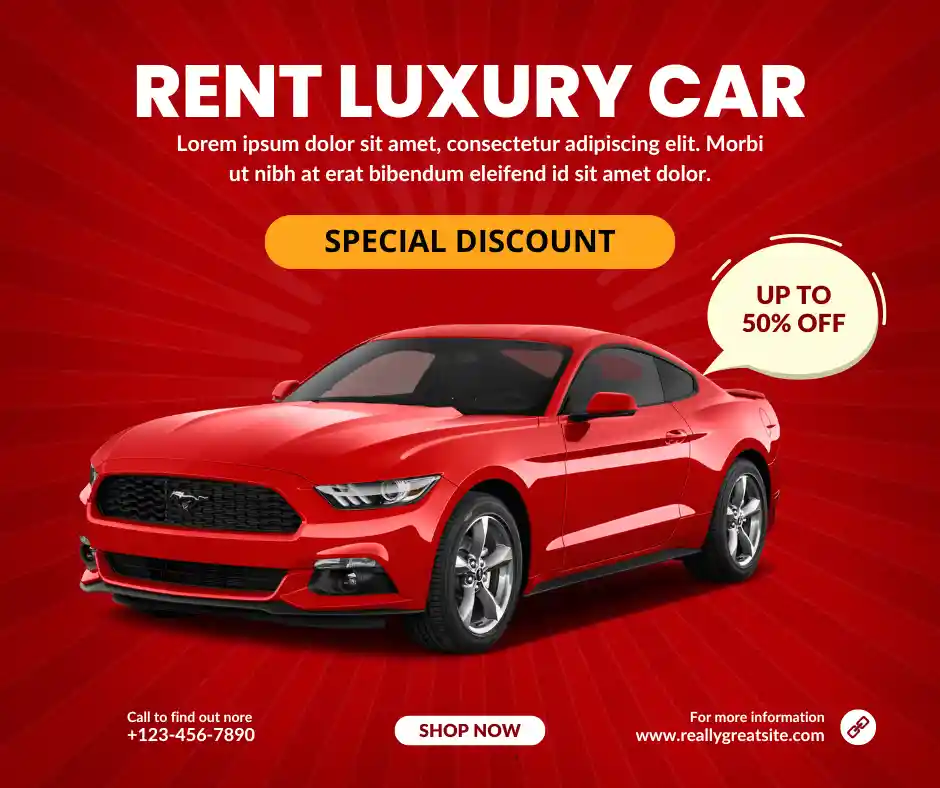 RENT LUXURY CAR
Lorem ipsum dolor sit amet, consectetur adipiscing elit. Morbi
ut nibh at erat bibendum eleifend id sit amet dolor.
SPECIAL DISCOUNT
UP TO
50% OFF
Call to find out nore
+123-456-7890
SHOP NOW
For more information
www.reallygreatsite.com